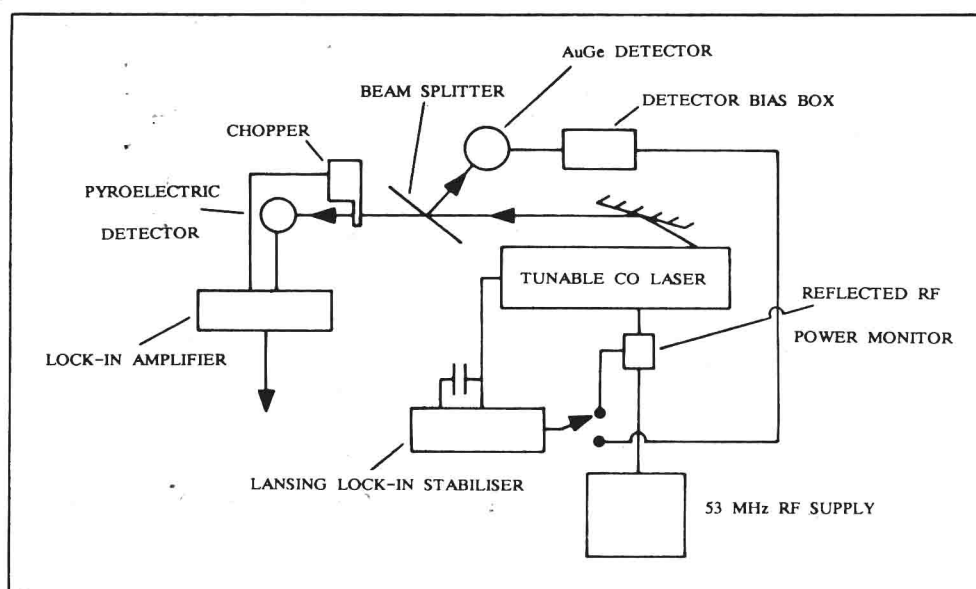 AuGe DETECTOR
BEAM SPLITTER
DETECTOR BIAS BOX
CHOPPER
PYROELECTRIC
DETECTOR
TUNABLE CO LASER
REFLECTED RF
POWER MONITOR
LOCK-IN AMPLIFIER
LANSING LOCK-IN STABILISER
53 MHz RF SUPPLY